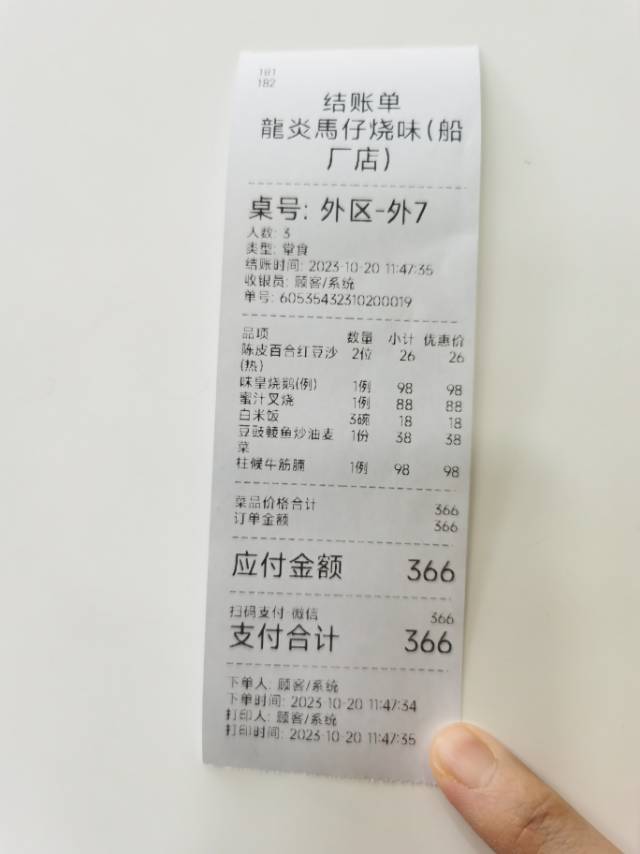 181
182
结账单
龍炎馬仔烧味(船
厂店)
桌号: 外区-外7
人数: 3
类型: 堂食
结账时间: 2023-10-20 11:47:35
收银员: 顾客/系统
单号: 60535432310200019
品项 数量 小计 优惠价
陈皮百合红豆沙 2位 26 26
(热)
味皇烧鹅(例) 1例 98 98
蜜汁叉烧 1例 88 88
白米饭 3碗 18 18
豆豉鲮鱼炒油麦 1份 38 38
菜
柱候牛筋腩 1例 98 98
菜品价格合计 366
订单金额 366
应付金额 366
扫码支付-微信 366
支付合计 366
下单人: 顾客/系统
下单时间: 2023-10-20 11:47:34
打印人: 顾客/系统
打印时间: 2023-10-20 11:47:35